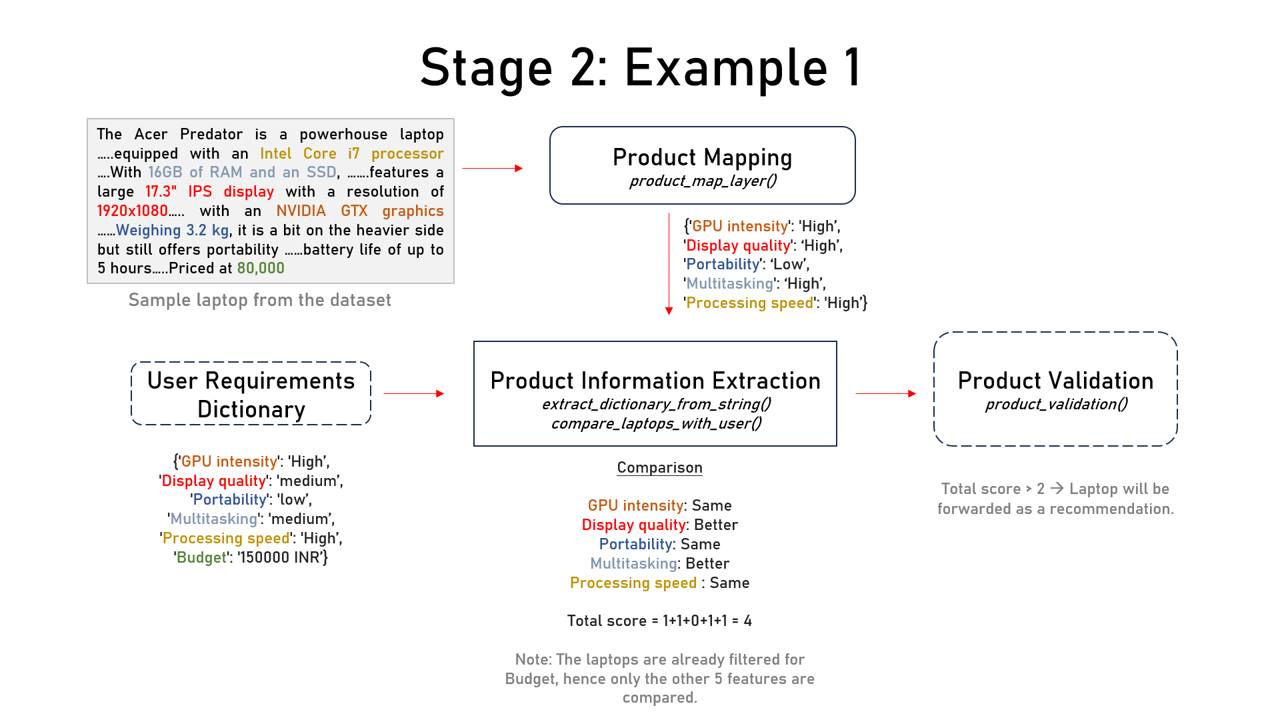 Stage 2: Example 1
The Acer Predator is a powerhouse laptop
.....equipped with an Intel Core i7 processor
....With 16GB of RAM and an SSD, .......features a
large 17.3" IPS display with a resolution of
1920x1080..... with an NVIDIA GTX graphics
......Weighing 3.2 kg, it is a bit on the heavier side
but still offers portability ......battery life of up to
5 hours.....Priced at 80,000
Sample laptop from the dataset
Product Mapping
product_map_layer()
{'GPU intensity': 'High',
'Display quality': ‘High’,
'Portability’: ‘Low’,
'Multitasking': ‘High’,
'Processing speed': 'High'}
User Requirements
Dictionary
{'GPU intensity': 'High’,
'Display quality': 'medium’,
'Portability': 'low’,
'Multitasking': 'medium’,
'Processing speed': 'High’,
'Budget': '150000 INR’}
Product Information Extraction
extract_dictionary_from_string()
compare_laptops_with_user()
Comparison
GPU intensity: Same
Display quality: Better
Portability: Same
Multitasking: Better
Processing speed : Same
Total score = 1+1+0+1+1 = 4
Note: The laptops are already filtered for
Budget, hence only the other 5 features are
compared.
Product Validation
product_validation()
Total score > 2 → Laptop will be
forwarded as a recommendation.